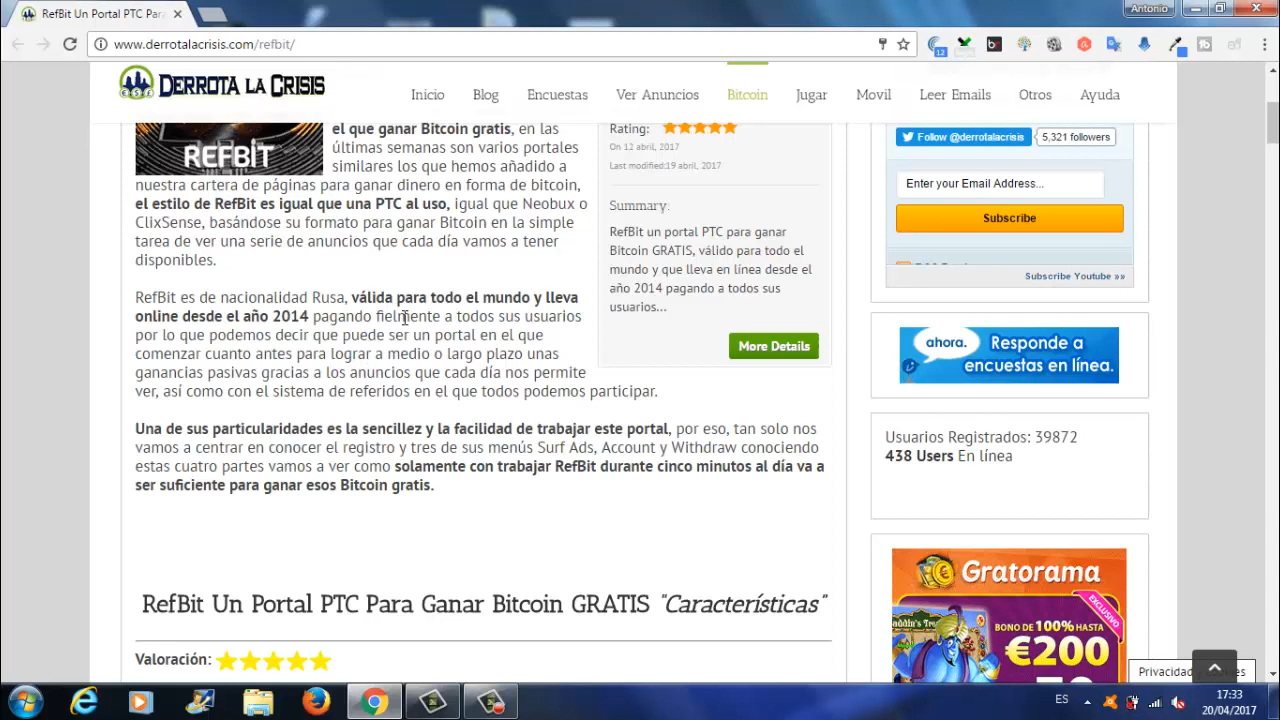 RefBit Un Portal PTC Par
Antonio
www.derrotalacrisis.com/refbit/
12
DERROTA LA CRISIS
Inicio
Blog
Encuestas
Ver Anuncios
Bitcoin
Jugar
Movil
Leer Emails
Otros
Ayuda
REFBIT
el que ganar Bitcoin gratis, en las
últimas semanas son varios portales
similares los que hemos añadido a
nuestra cartera de páginas para ganar dinero en forma de bitcoin,
el estilo de RefBit es igual que una PTC al uso, igual que Neobux o
ClixSense, basándose su formato para ganar Bitcoin en la simple
tarea de ver una serie de anuncios que cada día vamos a tener
disponibles.
RefBit es de nacionalidad Rusa, válida para todo el mundo y lleva
online desde el año 2014 pagando fielmente a todos sus usuarios
por lo que podemos decir que puede ser un portal en el que
comenzar cuanto antes para lograr a medio o largo plazo unas
ganancias pasivas gracias a los anuncios que cada día nos permite
ver, así como con el sistema de referidos en el que todos podemos participar.
Una de sus particularidades es la sencillez y la facilidad de trabajar este portal, por eso, tan solo nos
vamos a centrar en conocer el registro y tres de sus menús Surf Ads, Account y Withdraw conociendo
estas cuatro partes vamos a ver como solamente con trabajar RefBit durante cinco minutos al día va a
ser suficiente para ganar esos Bitcoin gratis.
RefBit Un Portal PTC Para Ganar Bitcoin GRATIS "Características"
Valoración:
Rating:
On 12 abril, 2017
Last modified:19 abril, 2017
Summary:
RefBit un portal PTC para ganar
Bitcoin GRATIS, válido para todo el
mundo y que lleva en línea desde el
año 2014 pagando a todos sus
usuarios...
More Details
Follow @derrotalacrisis
5,321 followers
Enter your Email Address...
Subscribe
Subscribe Youtube »»
ahora.
Responde a
encuestas en línea.
Usuarios Registrados: 39872
438 Users En línea
Gratorama
EXCLUSIVO
BONO DE 100% HASTA
€200
Privacidad y Cookies
ES
17:33
20/04/2017